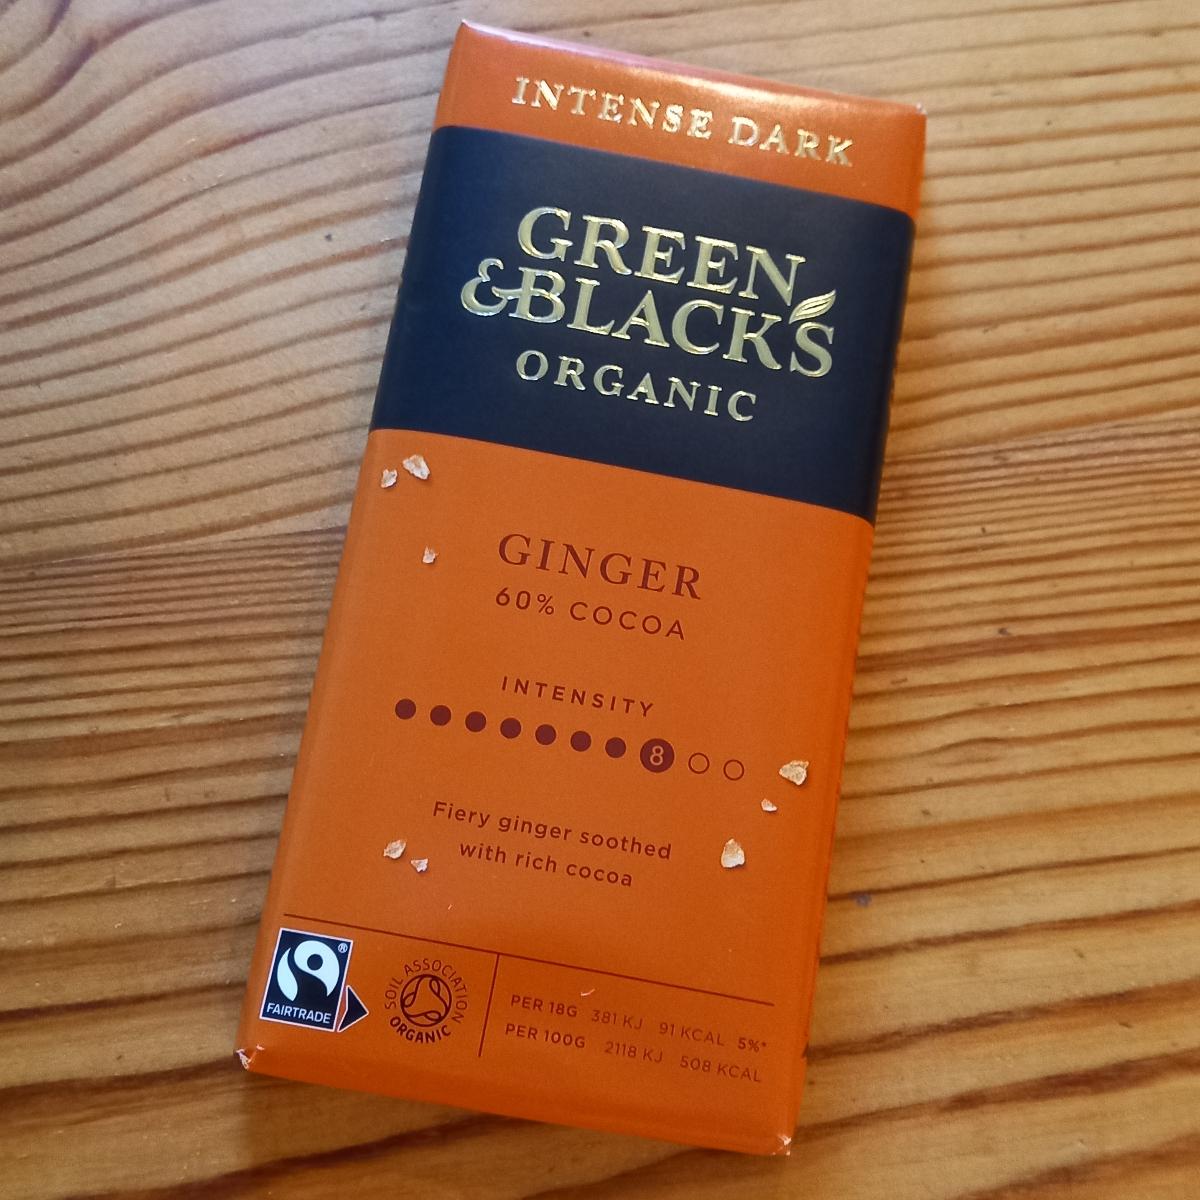 INTENSE DARK
GREEN
&BLACK'S
ORGANIC
GINGER
60% COCOA
INTENSITY
8
Fiery ginger soothed
with rich cocoa
®
FAIRTRADE
SOIL ASSOCIATION
ORGANIC
PER 18G 381 KJ 91 KCAL 5%*
PER 100G 2118 KJ 508 KCAL